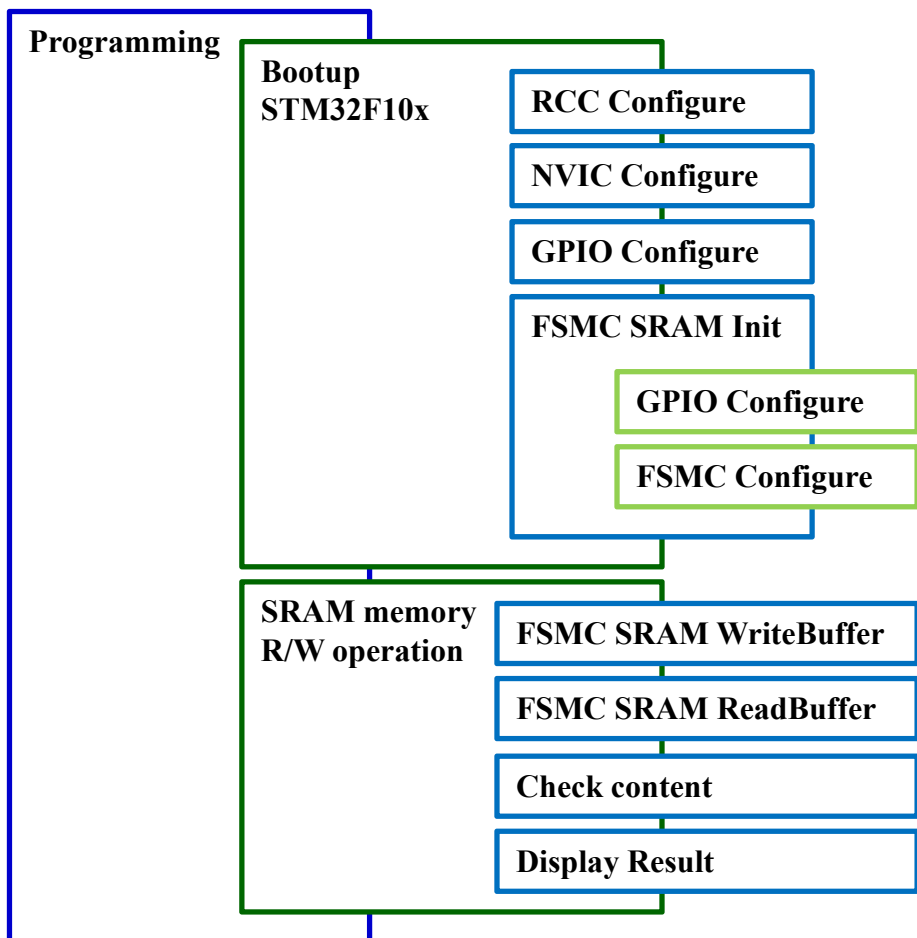 Programming
Bootup
STM32F10x
RCC Configure
NVIC Configure
GPIO Configure
FSMC SRAM Init
GPIO Configure
FSMC Configure
SRAM memory
R/W operation
FSMC SRAM WriteBuffer
FSMC SRAM ReadBuffer
Check content
Display Result